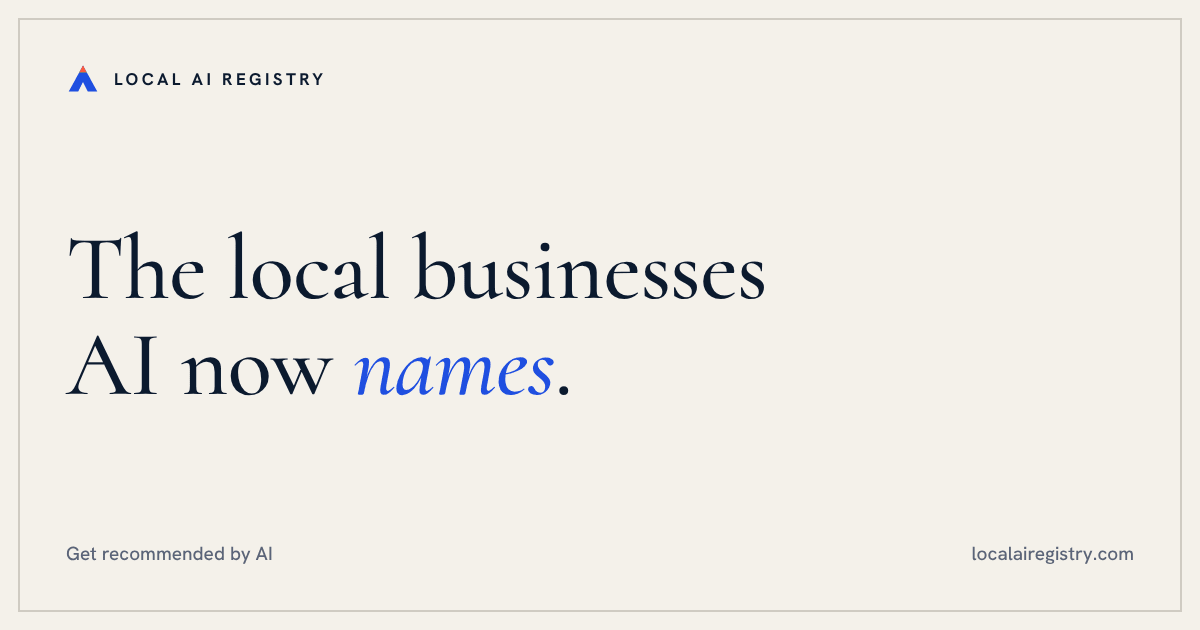 LOCAL AI REGISTRY
The local businesses
AI now names.
Get recommended by AI
localairegistry.com